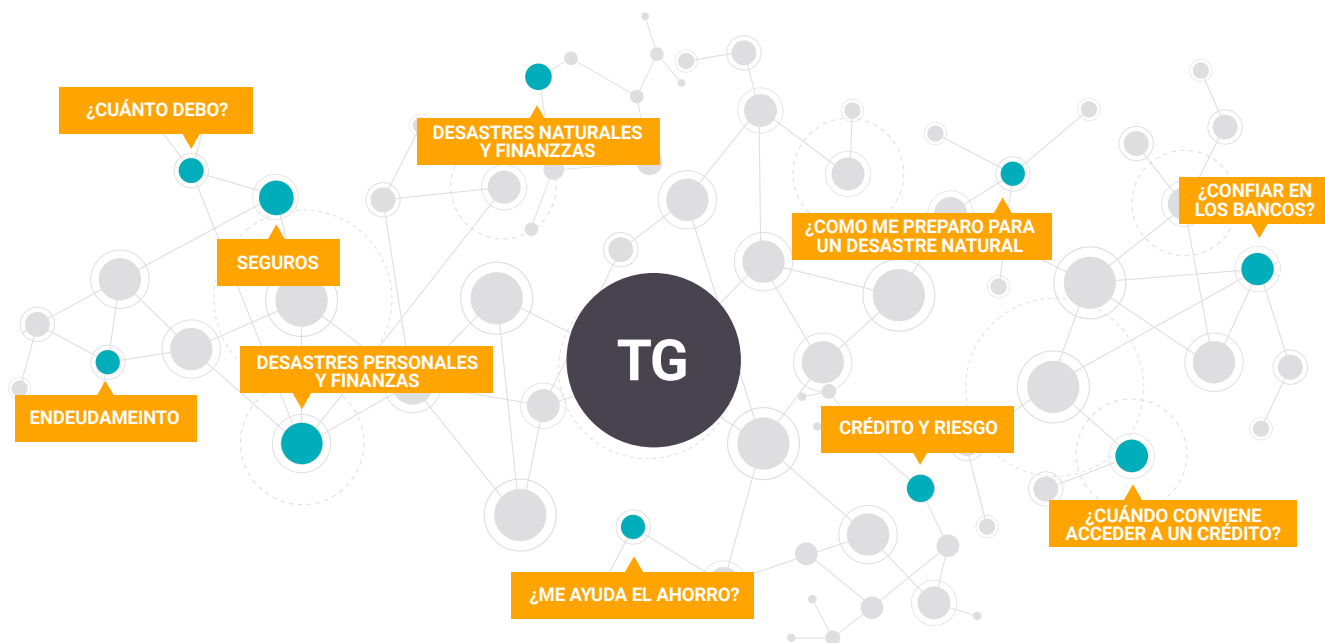 ¿CUÁNTO DEBO?
DESASTRES NATURALES
Y FINANZZAS
¿CONFIAR EN
LOS BANCOS?
¿COMO ME PREPARO PARA
UN DESASTRE NATURAL
SEGUROS
TG
DESASTRES PERSONALES
Y FINANZAS
ENDEUDAMEINTO
CRÉDITO Y RIESGO
¿CUÁNDO CONVIENE
ACCEDER A UN CRÉDITO?
¿ME AYUDA EL AHORRO?